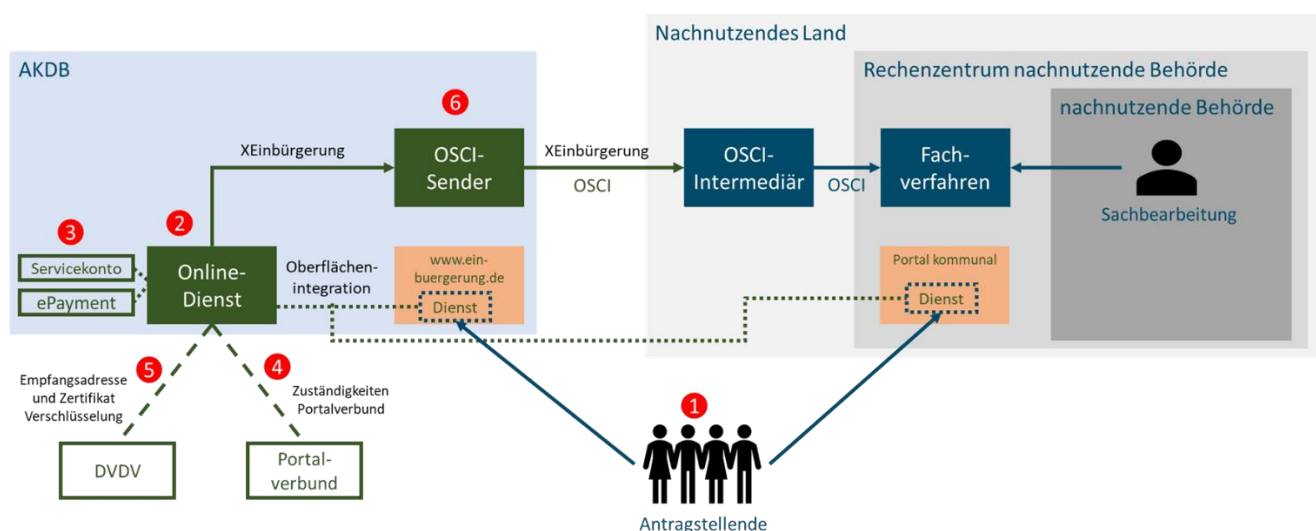 Nachnutzendes Land
AKDB
Rechenzentrum nachnutzende Behörde
nachnutzende Behörde
6
XEinbürgerung
OSCI-
Sender
XEinbürgerung
OSCI
OSCI-
Intermediär
OSCI
Fach-
verfahren
Sachbearbeitung
2
3
Servicekonto
ePayment
Online-
Dienst
Oberflächen-
integration
www.ein-
buergerung.de
Dienst
Portal kommunal
Dienst
5
Empfangsadresse
und Zertifikat
Verschlüsselung
4
Zuständigkeiten
Portalverbund
DVDV
Portal-
verbund
1
Antragstellende